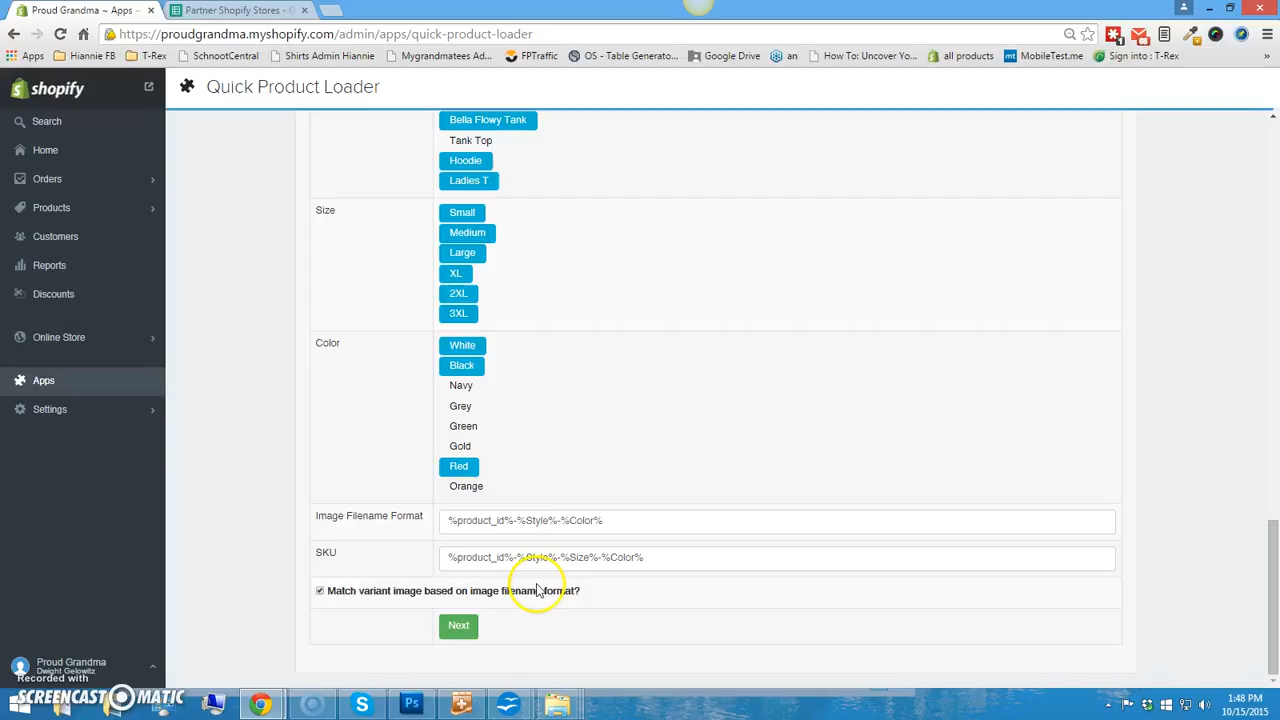 Proud Grandma ~ Apps ~
Partner Shopify Stores - G
https://proudgrandma.myshopify.com/admin/apps/quick-product-loader
Apps
Hiannie FB
T-Rex
SchnootCentral
Shirts Admin Hiannie
Mygrandnatees Ad...
FPTraffic
OS - Table Generato...
Google Drive
an
How To: Uncover Yo...
all products
mt
MobileTest.me
Sign into : T-Rex
»
shopify
Quick Product Loader
Search
Home
Orders
Products
Customers
Reports
Discounts
Online Store
Apps
Settings
Bella Flowy Tank
Tank Top
Hoodie
Ladies T
Size
Small
Medium
Large
XL
2XL
3XL
Color
White
Black
Navy
Grey
Green
Gold
Red
Orange
Image Filename Format
%product_id%-%Style%-%Color%
SKU
%product_id%-%Style%-%Size%-%Color%
Match variant image based on image filename format?
Next
Proud Grandma
Dwight Gelowitz
Recorded with
SCREENCAST MATIC
Ps
1:48 PM
10/15/2015